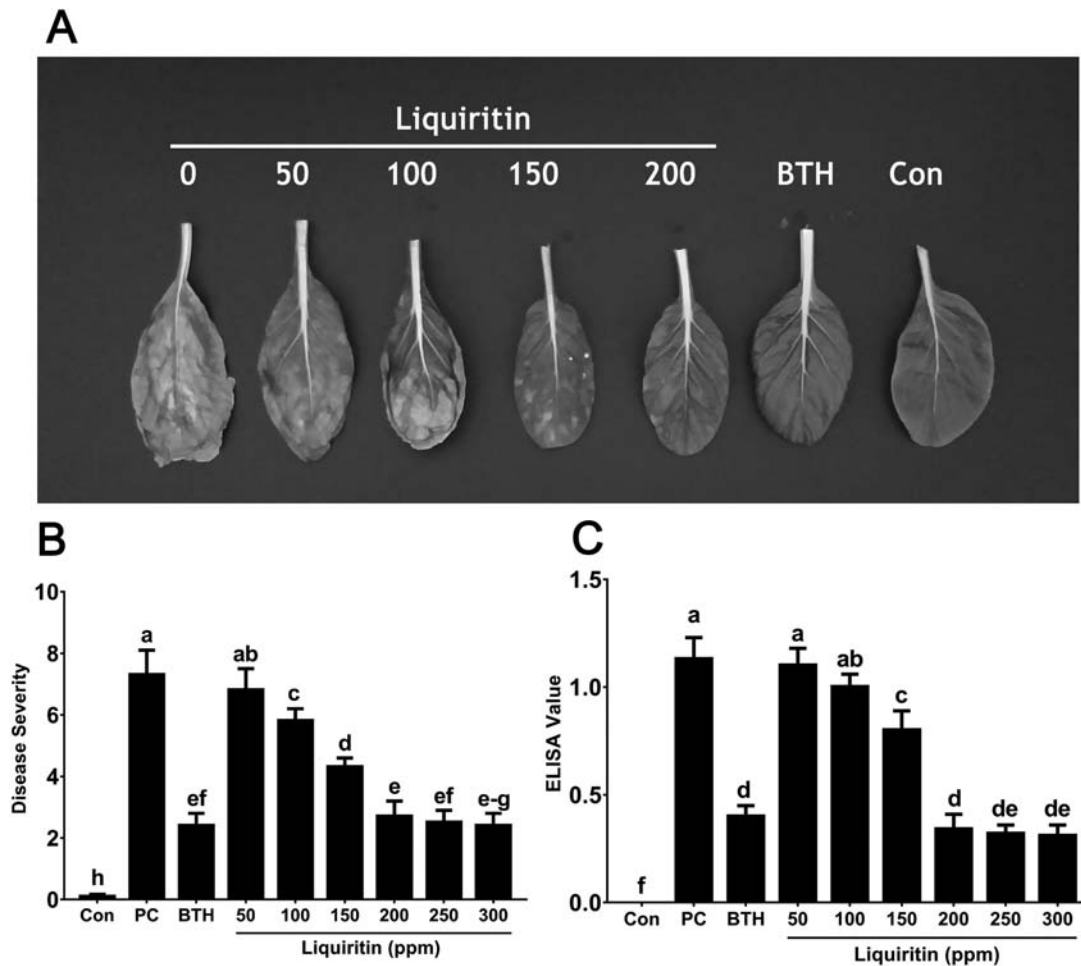 A
Liquiritin
0 50 100 150 200 BTH Con
B
Disease Severity
10
8
6
4
2
0
h a ef ab c d e ef e-g
Con PC BTH 50 100 150 200 250 300
Liquiritin (ppm)
C
ELISA Value
1.5
1.0
0.5
0.0
f a d a ab c d de de
Con PC BTH 50 100 150 200 250 300
Liquiritin (ppm)